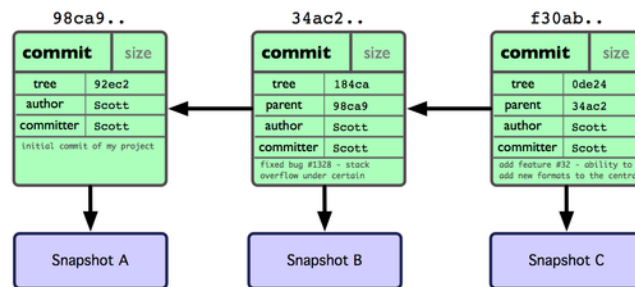 98ca9..
commit size
tree 92ec2
author Scott
committer Scott
initial commit of my project
Snapshot A
34ac2..
commit size
tree 184ca
parent 98ca9
author Scott
committer Scott
fixed bug #1328 - stack
overflow under certain
Snapshot B
f30ab..
commit size
tree 0de24
parent 34ac2
author Scott
committer Scott
add feature #32 - ability to
add new formats to the centra
Snapshot C